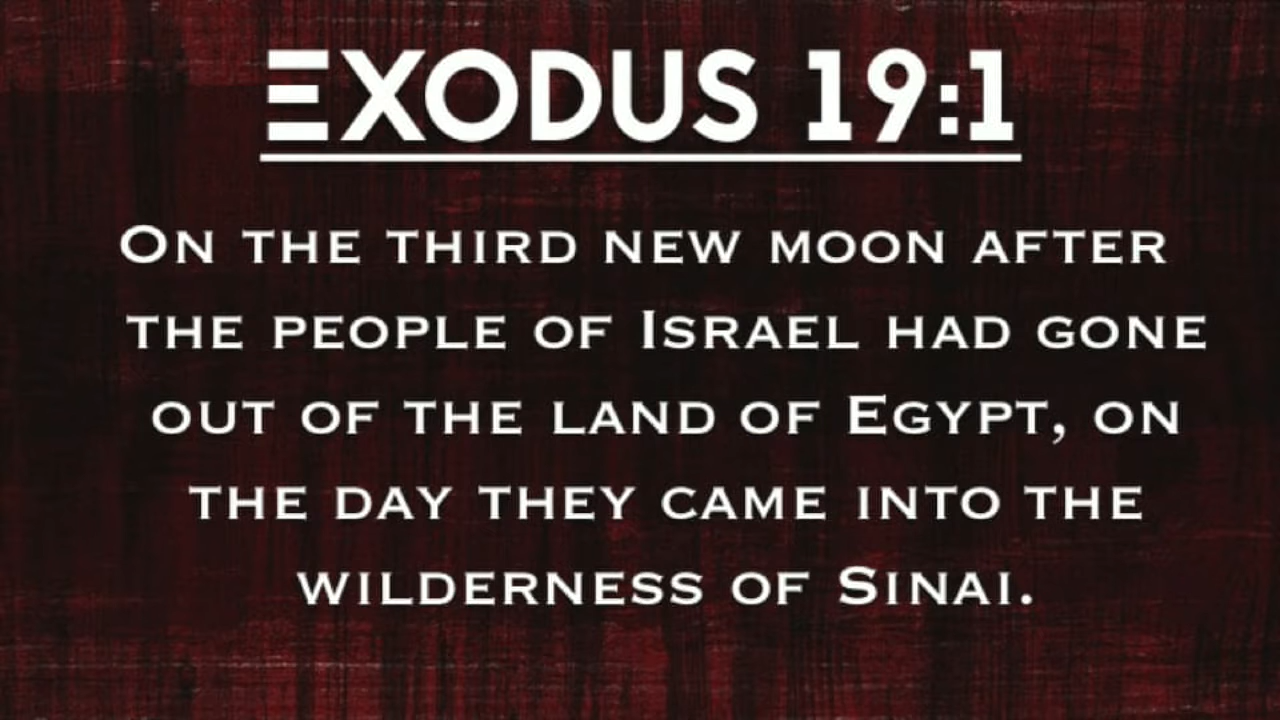 EXODUS 19:1
On the third new moon after
the people of Israel had gone
out of the land of Egypt, on
the day they came into the
wilderness of Sinai.